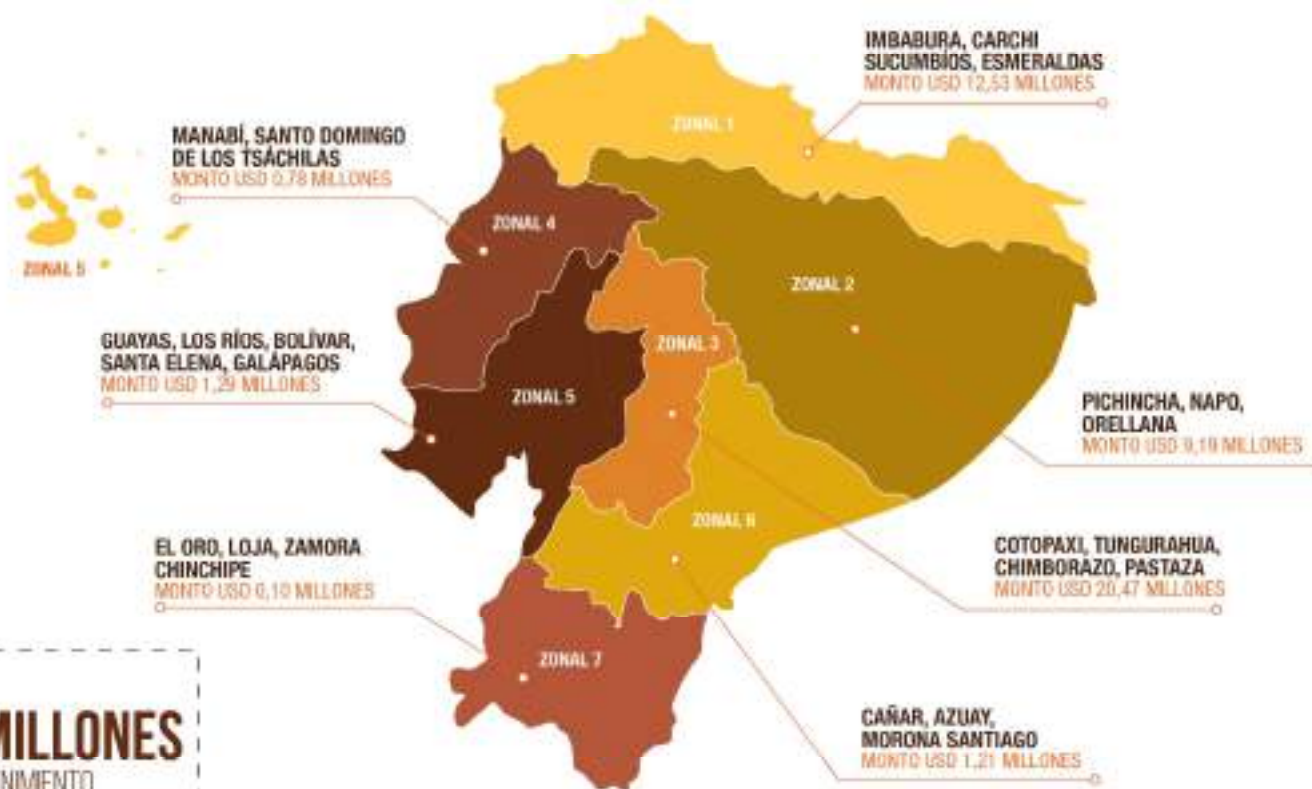 IMBABURA, CARCHI
SUCUMBÍOS, ESMERALDAS
MONTO USD 12,53 MILLONES
ZONAL 1
MANABÍ, SANTO DOMINGO
DE LOS TSÁCHILAS
MONTO USD 0,78 MILLONES
ZONAL 4
ZONAL 5
ZONAL 2
GUAYAS, LOS RÍOS, BOLÍVAR,
SANTA ELENA, GALÁPAGOS
MONTO USD 1,29 MILLONES
ZONAL 3
ZONAL 5
PICHINCHA, NAPO,
ORELLANA
MONTO USD 9,19 MILLONES
ZONAL 6
EL ORO, LOJA, ZAMORA
CHINCHIPE
MONTO USD 0,10 MILLONES
COTOPAXI, TUNGURAHUA,
CHIMBORAZO, PASTAZA
MONTO USD 20,47 MILLONES
ZONAL 7
MILLONES
NIMIENTO
CAÑAR, AZUAY,
MORONA SANTIAGO
MONTO USD 1,21 MILLONES